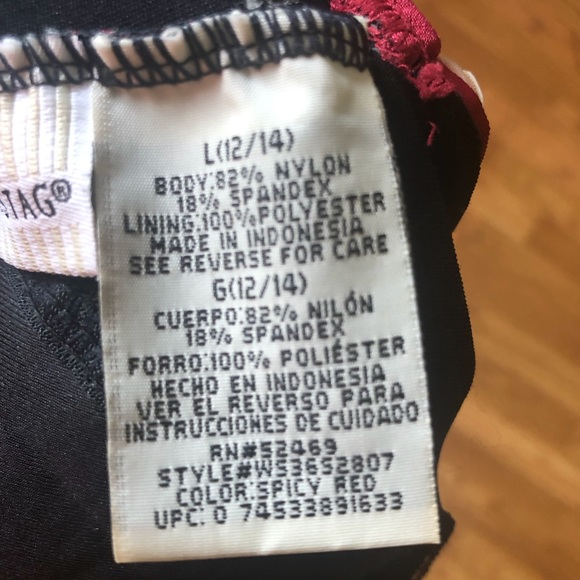 NTAG®
L(12/14)
BODY:82% NYLON
18% SPANDEX
LINING:100%POLYESTER
MADE IN INDONESIA
SEE REVERSE FOR CARE
G(12/14)
CUERPO:82% NILÓN
18% SPANDEX
FORRO:100% POLIÉSTER
HECHO EN INDONESIA
VER EL REVERSO PARA
INSTRUCCIONES DE CUIDADO
RN#52469
STYLE#WS36S2807
COLOR:SPICY RED
UPC: 0 74533891633